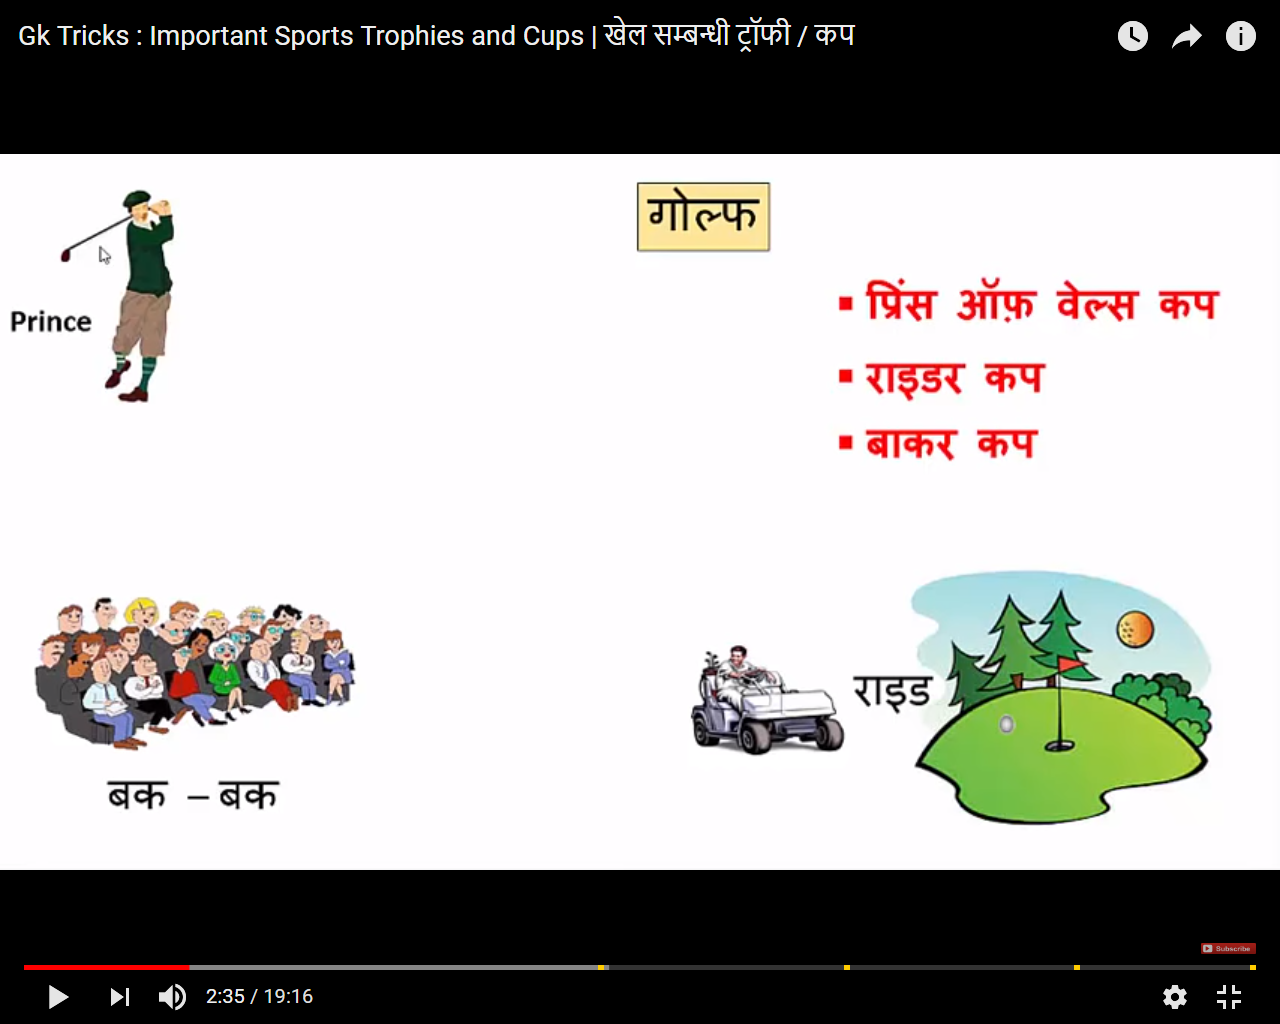 Gk Tricks : Important Sports Trophies and Cups | खेल सम्बन्धी ट्रॉफी / कप
गोल्फ
Prince
▪ प्रिंस ऑफ़ वेल्स कप
▪ राइडर कप
▪ बाकर कप
राइड
बक – बक
Subscribe
2:35 / 19:16